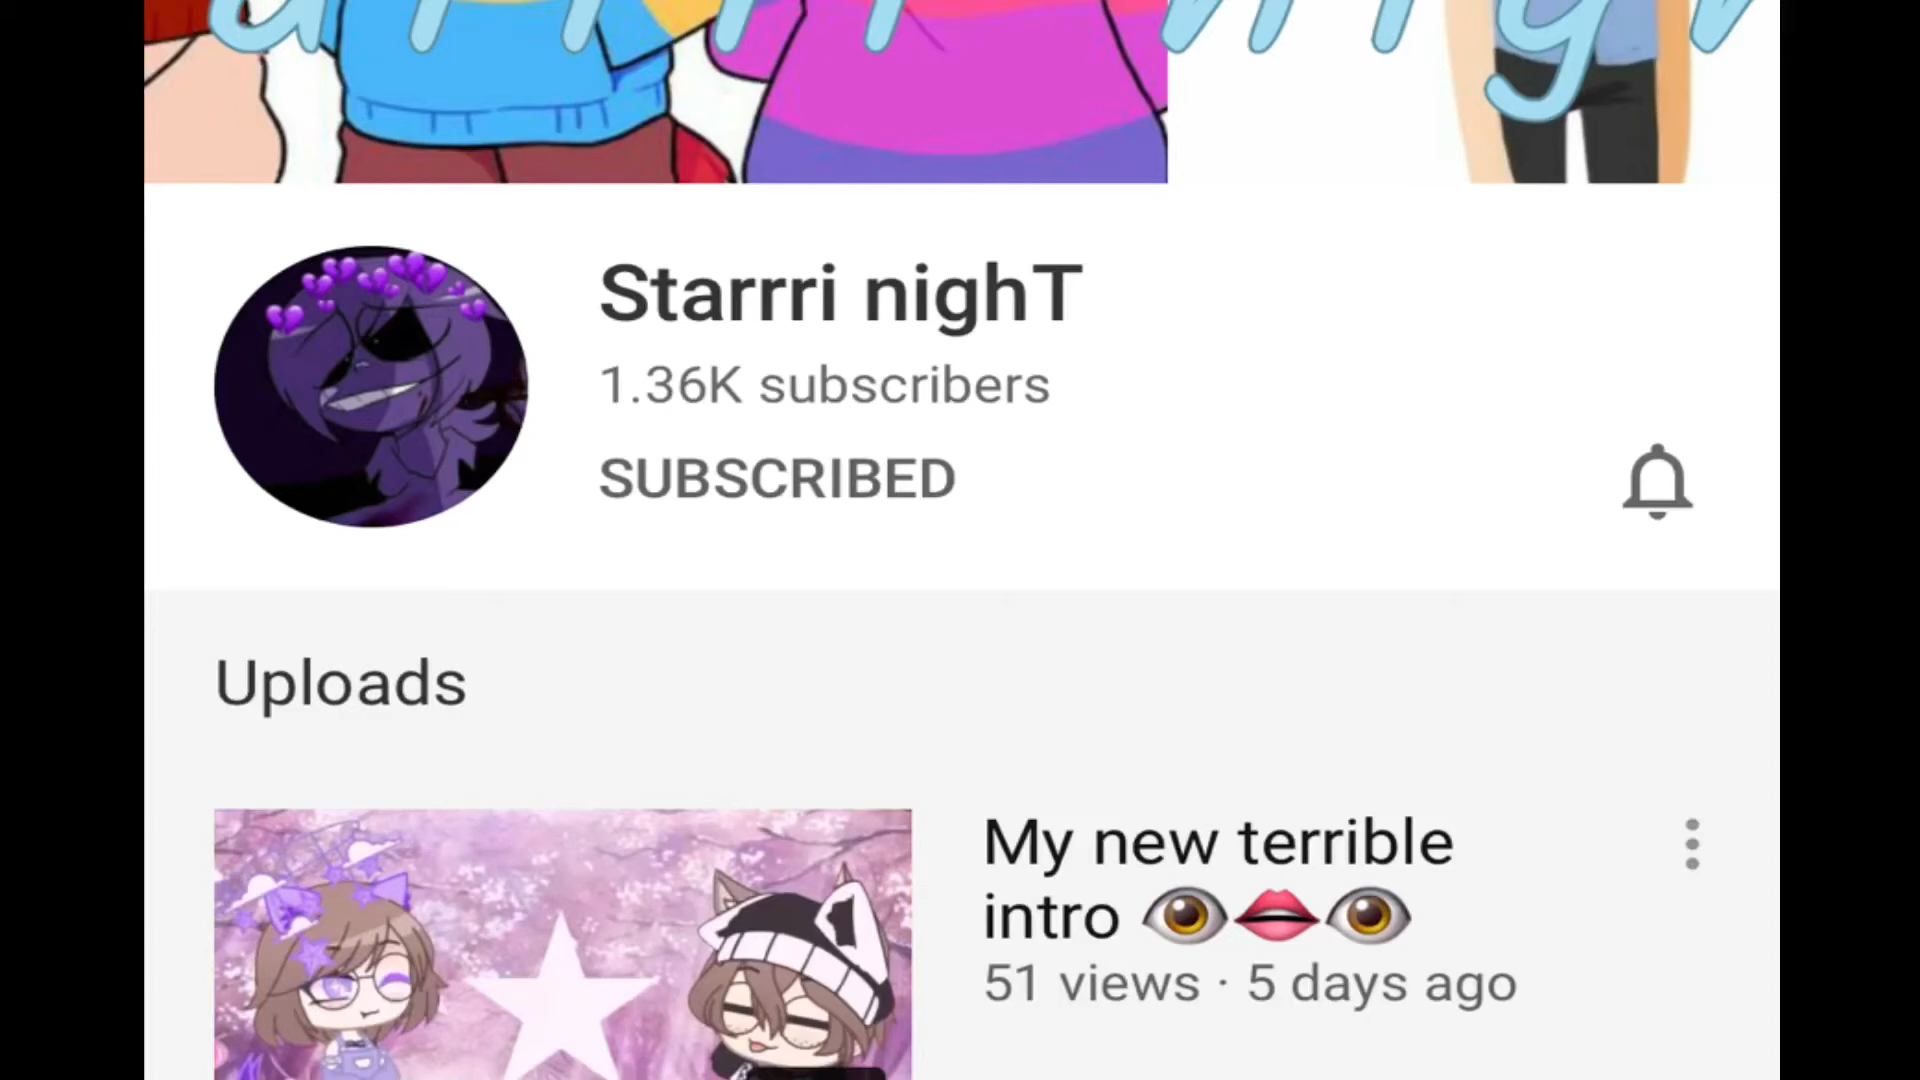 Starrri nighT
1.36K subscribers
SUBSCRIBED
Uploads
My new terrible
intro 👁️👄👁️
51 views · 5 days ago